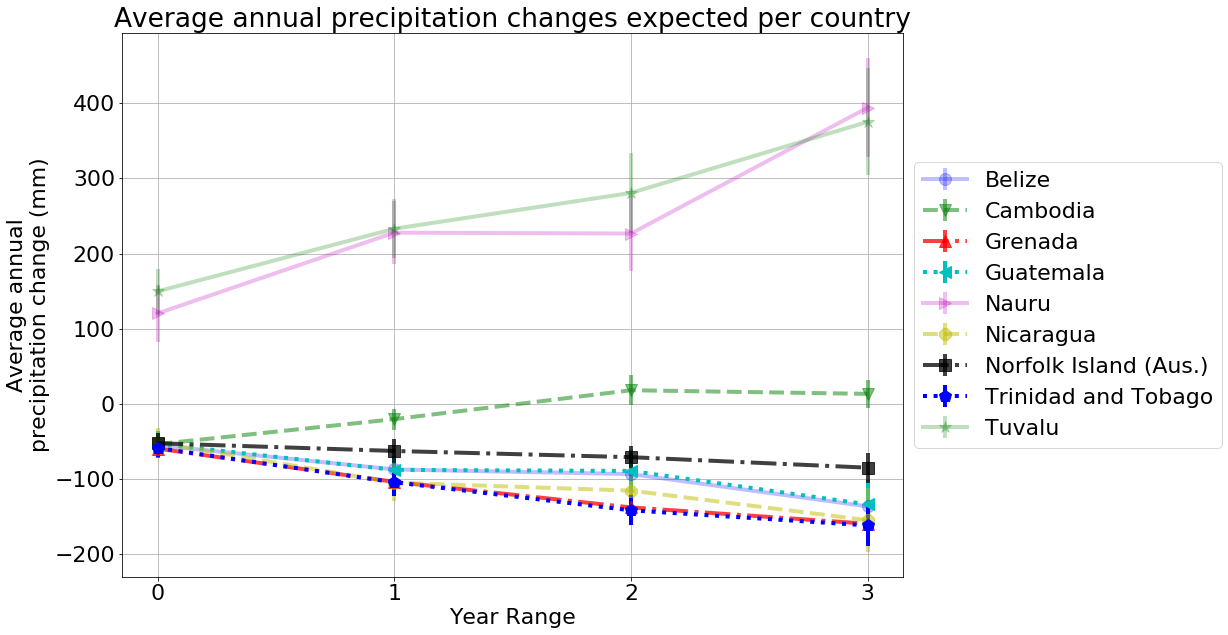 Average annual precipitation changes expected per country
Average annual
precipitation change (mm)
400
300
200
100
0
−100
−200
0 1 2 3
Year Range
Belize
Cambodia
Grenada
Guatemala
Nauru
Nicaragua
Norfolk Island (Aus.)
Trinidad and Tobago
Tuvalu